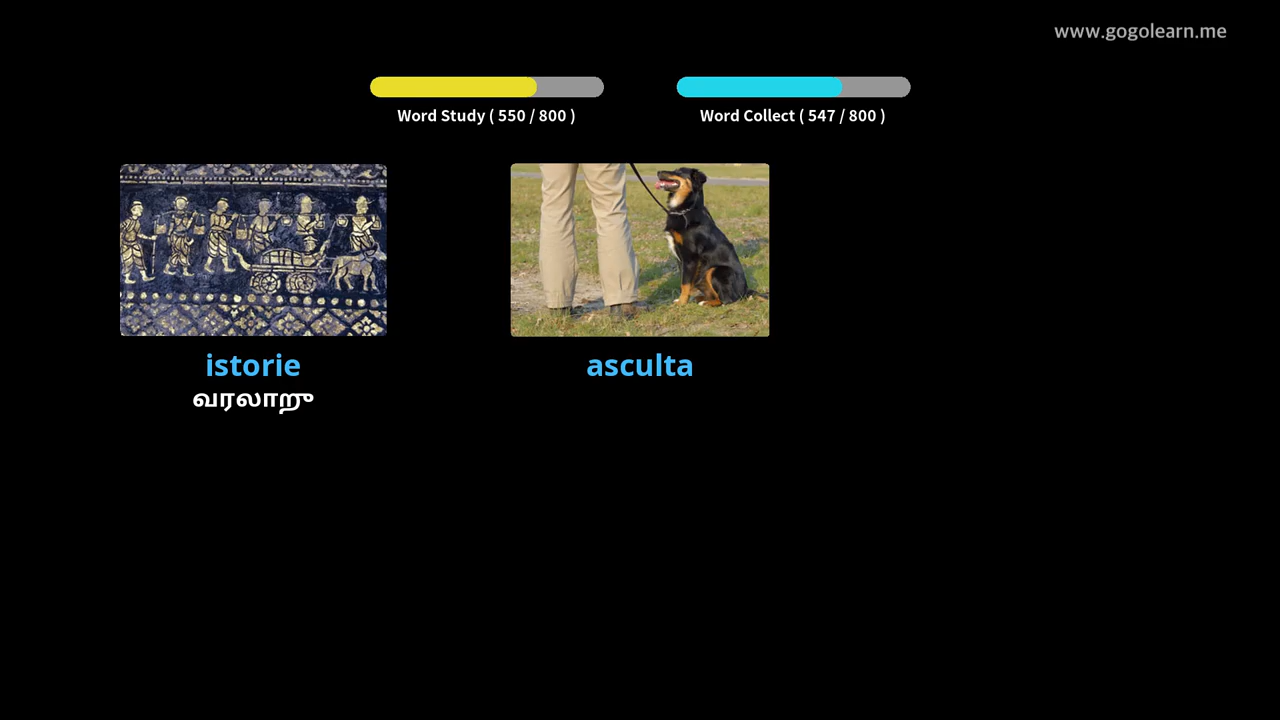 www.gogolearn.me
Word Study ( 550 / 800 )
Word Collect ( 547 / 800 )
istorie
வரலாறு
asculta